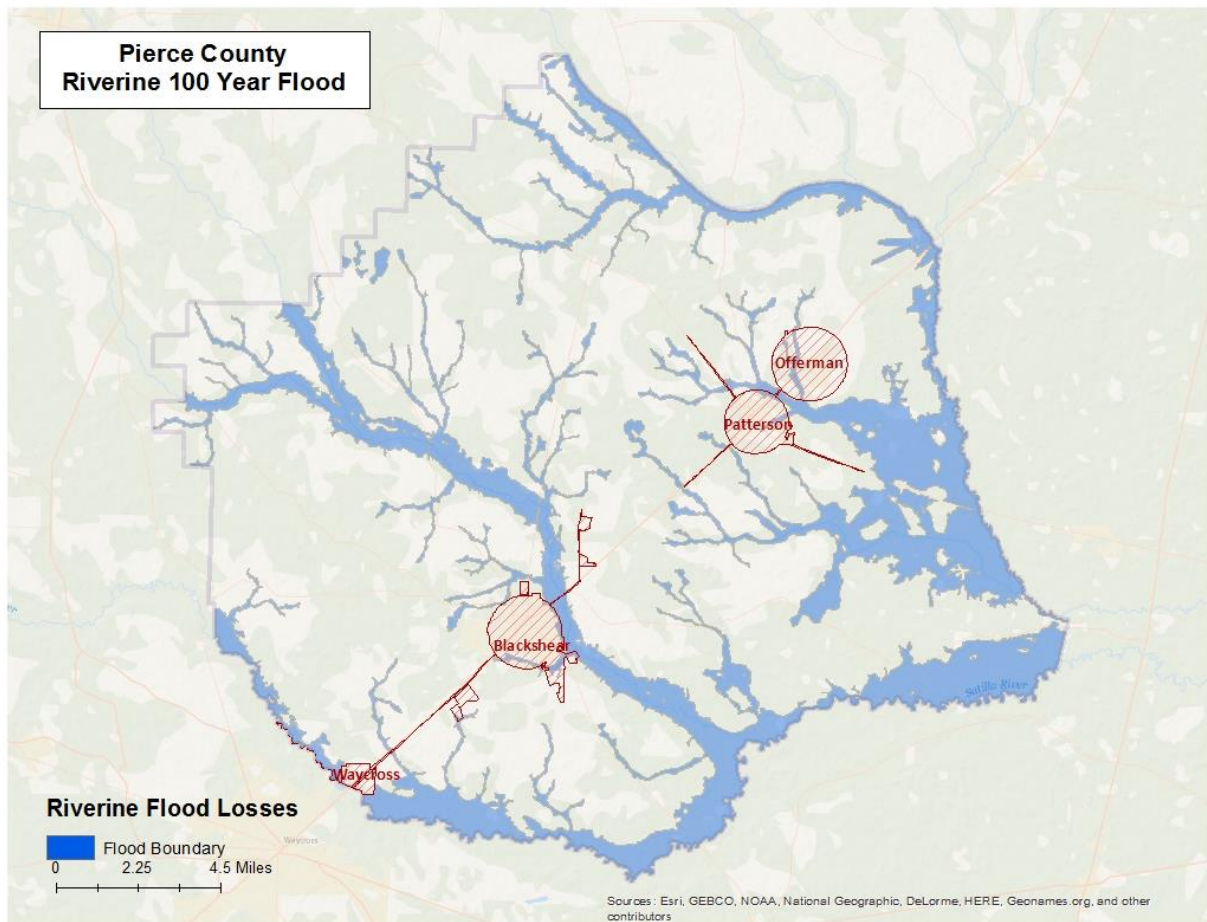 Pierce County
Riverine 100 Year Flood
Offerman
Patterson
Blackshear
Satilla River
Waycross
Riverine Flood Losses
Waycross
Flood Boundary
0 2.25 4.5 Miles
Sources: Esri, GEBCO, NOAA, National Geographic, DeLorme, HERE, Geonames.org, and other
contributors